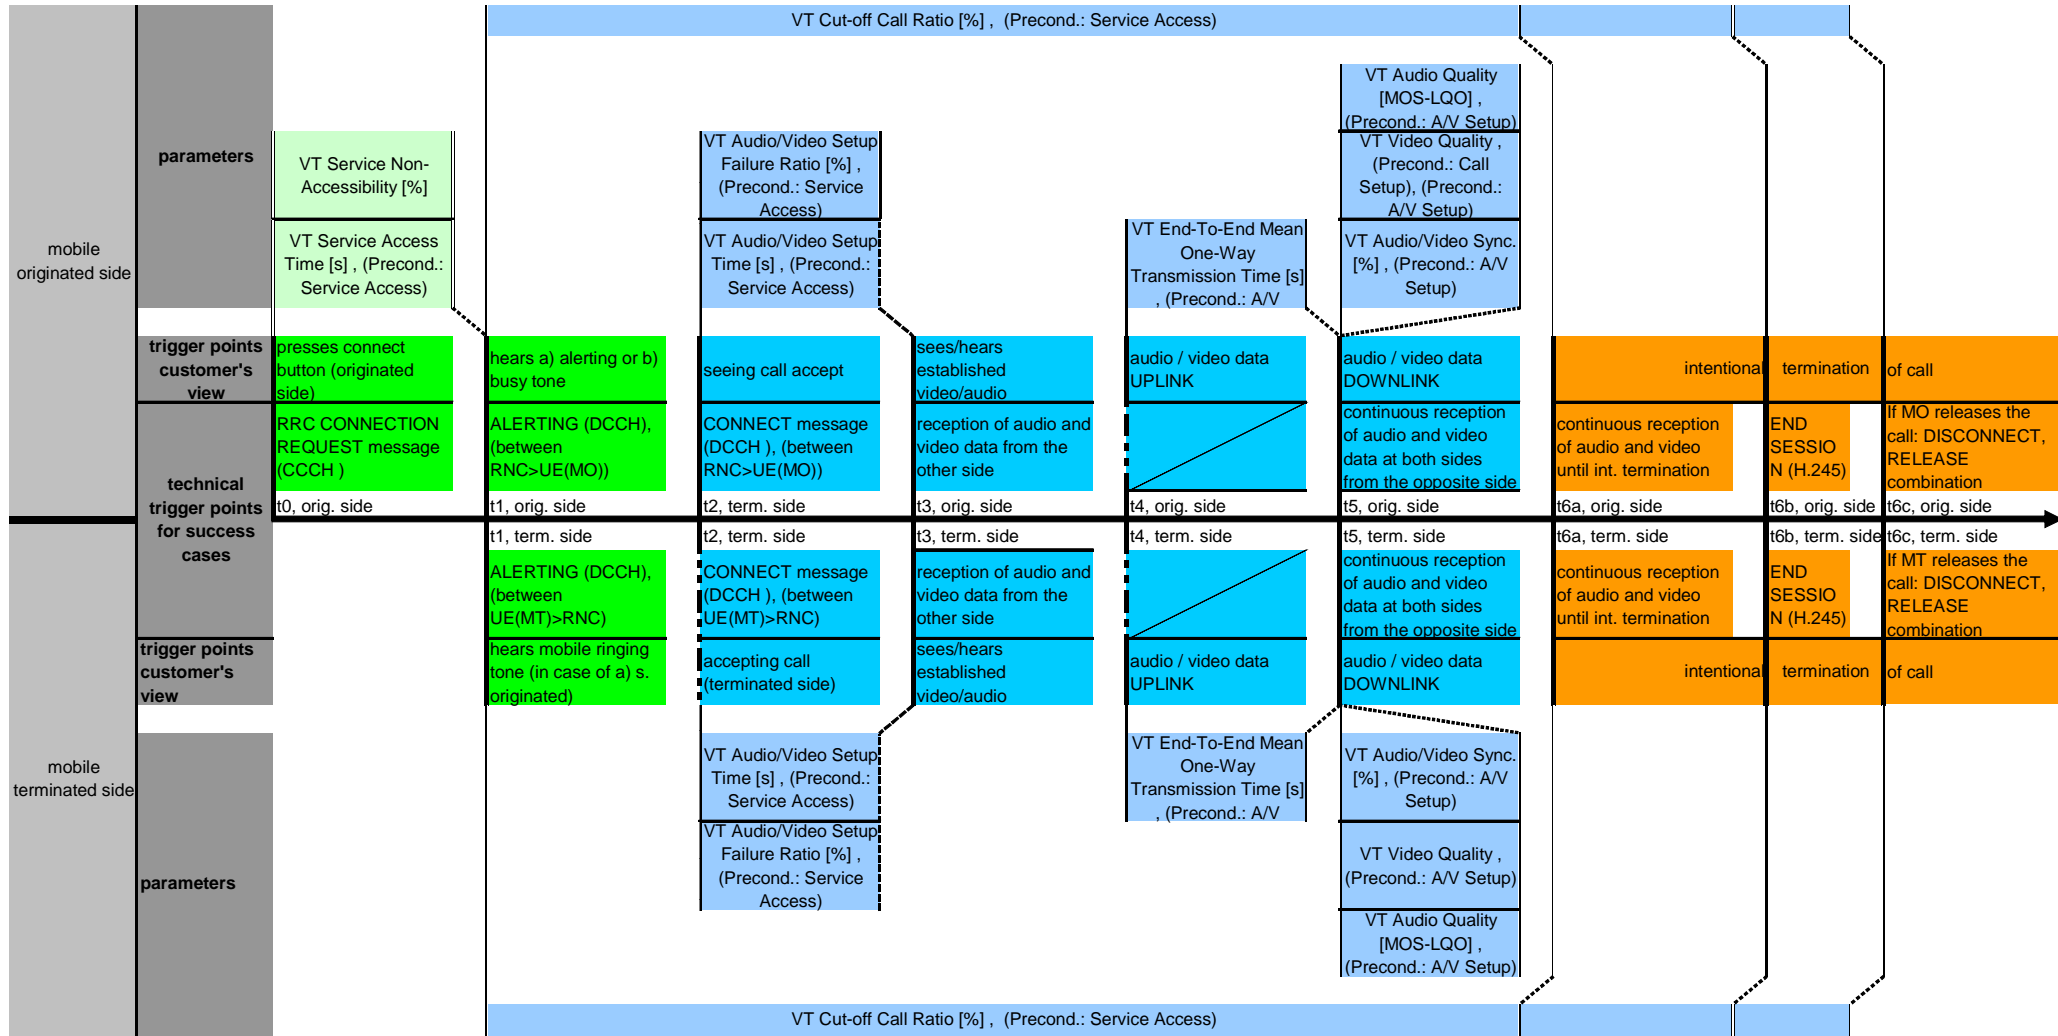 VT Cut-off Call Ratio [%] , (Precond.: Service Access)
mobile
originated side
parameters
VT Service Non-
Accessibility [%]
VT Service Access
Time [s] , (Precond.:
Service Access)
VT Audio/Video Setup
Failure Ratio [%] ,
(Precond.: Service
Access)
VT Audio/Video Setup
Time [s] , (Precond.:
Service Access)
VT End-To-End Mean
One-Way
Transmission Time [s]
, (Precond.: A/V
VT Audio Quality
[MOS-LQO] ,
(Precond.: A/V Setup)
VT Video Quality ,
(Precond.: Call
Setup), (Precond.:
A/V Setup)
VT Audio/Video Sync.
[%] , (Precond.: A/V
Setup)
trigger points
customer's
view
presses connect
button (originated
side)
hears a) alerting or b)
busy tone
seeing call accept
sees/hears
established
video/audio
audio / video data
UPLINK
audio / video data
DOWNLINK
intentional termination of call
technical
trigger points
for success
cases
RRC CONNECTION
REQUEST message
(CCCH )
ALERTING (DCCH),
(between
RNC>UE(MO))
CONNECT message
(DCCH ), (between
RNC>UE(MO))
reception of audio and
video data from the
other side
continuous reception
of audio and video
data at both sides
from the opposite side
continuous reception
of audio and video
until int. termination
END
SESSIO
N (H.245)
If MO releases the
call: DISCONNECT,
RELEASE
combination
t0, orig. side
t1, orig. side
t2, term. side
t3, orig. side
t4, orig. side
t5, orig. side
t6a, orig. side
t6b, orig. side
t6c, orig. side
t1, term. side
t2, term. side
t3, term. side
t4, term. side
t5, term. side
t6a, term. side
t6b, term. side
t6c, term. side
ALERTING (DCCH),
(between
UE(MT)>RNC)
CONNECT message
(DCCH ), (between
UE(MT)>RNC)
reception of audio and
video data from the
other side
continuous reception
of audio and video
data at both sides
from the opposite side
continuous reception
of audio and video
until int. termination
END
SESSIO
N (H.245)
If MT releases the
call: DISCONNECT,
RELEASE
combination
mobile
terminated side
trigger points
customer's
view
hears mobile ringing
tone (in case of a) s.
originated)
accepting call
(terminated side)
sees/hears
established
video/audio
audio / video data
UPLINK
audio / video data
DOWNLINK
intentional termination of call
parameters
VT Audio/Video Setup
Time [s] , (Precond.:
Service Access)
VT Audio/Video Setup
Failure Ratio [%] ,
(Precond.: Service
Access)
VT End-To-End Mean
One-Way
Transmission Time [s]
, (Precond.: A/V
VT Audio/Video Sync.
[%] , (Precond.: A/V
Setup)
VT Video Quality ,
(Precond.: A/V Setup)
VT Audio Quality
[MOS-LQO] ,
(Precond.: A/V Setup)
VT Cut-off Call Ratio [%] , (Precond.: Service Access)